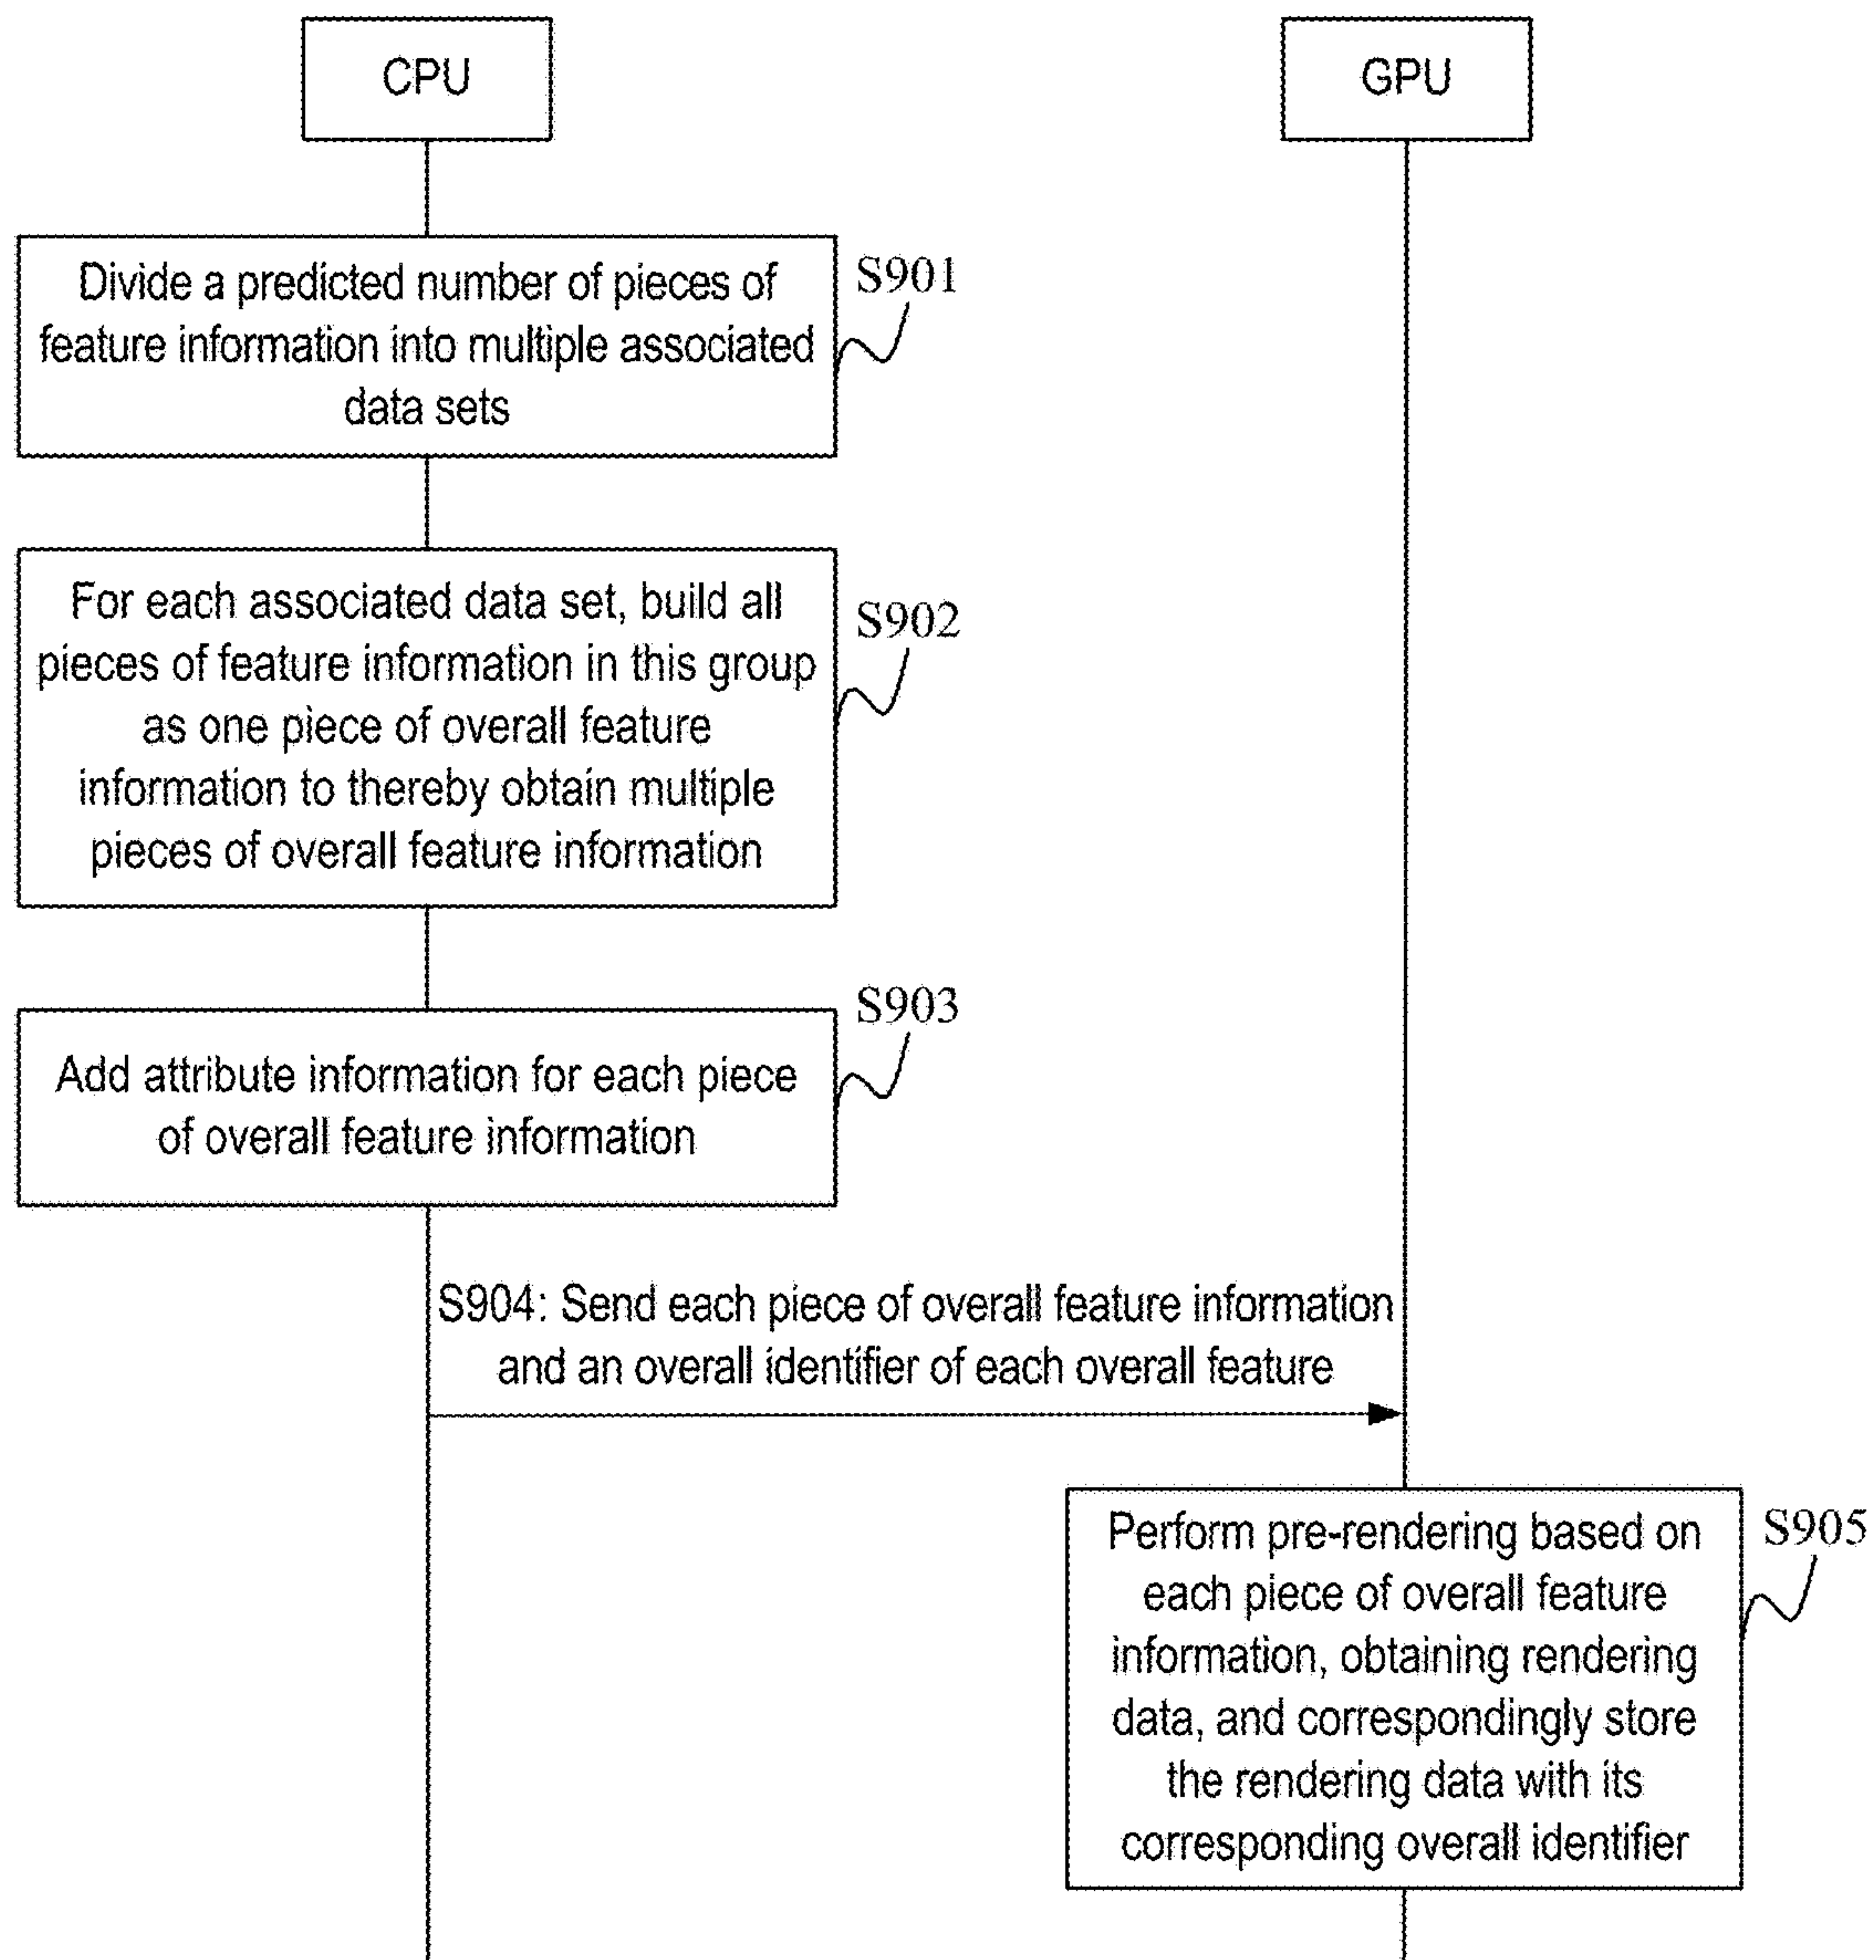 CPU
GPU
Divide a predicted number of pieces of
feature information into multiple associated
data sets
S901
For each associated data set, build all
pieces of feature information in this group
as one piece of overall feature
information to thereby obtain multiple
pieces of overall feature information
S902
Add attribute information for each piece
of overall feature information
S903
S904: Send each piece of overall feature information
and an overall identifier of each overall feature
Perform pre-rendering based on
each piece of overall feature
information, obtaining rendering
data, and correspondingly store
the rendering data with its
corresponding overall identifier
S905